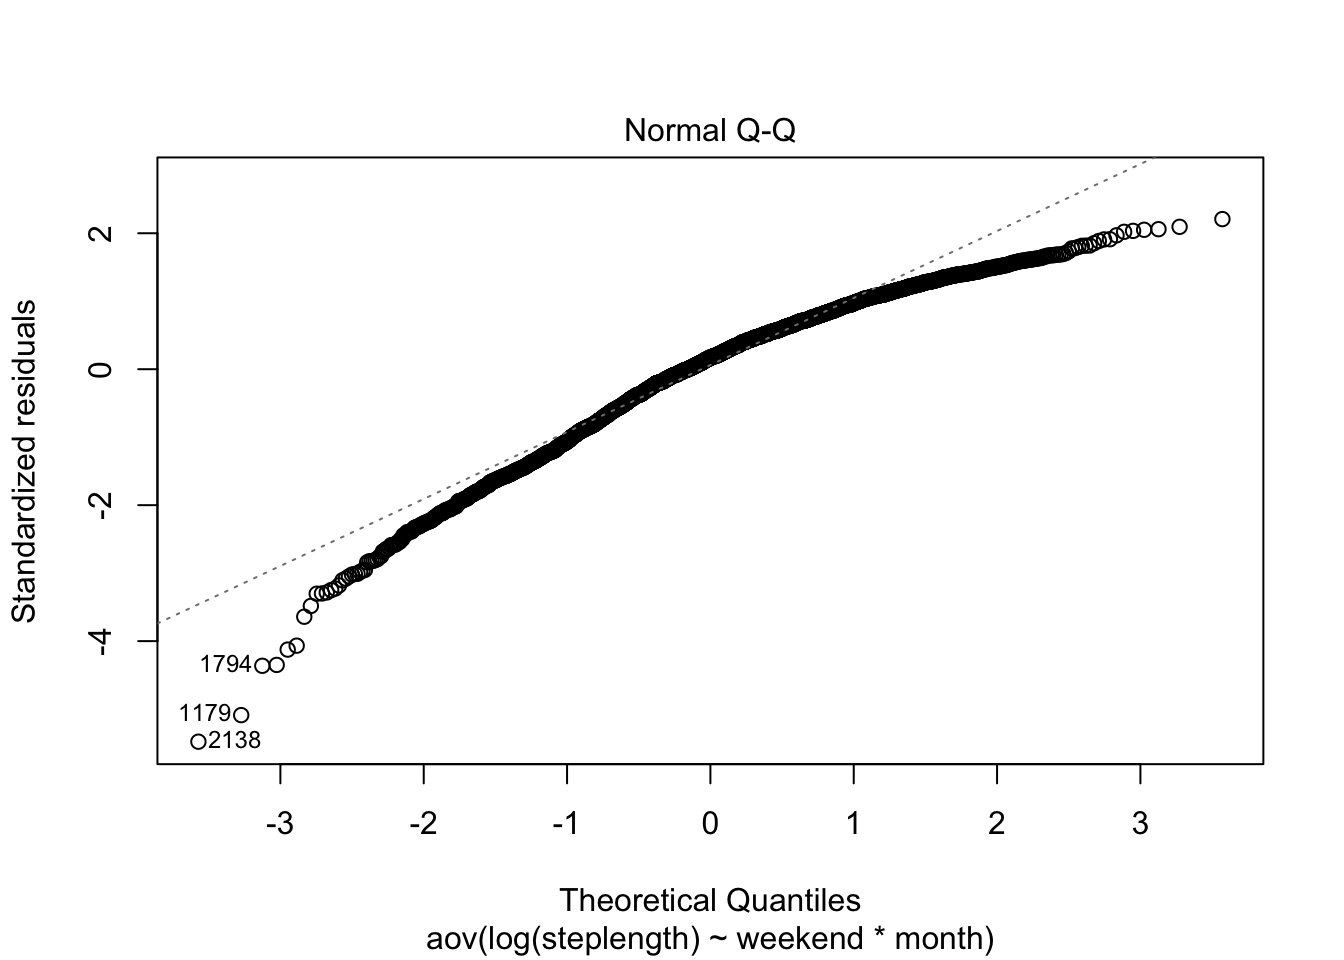 Normal Q-Q
Standardized residuals
2
0
-2
-4
1794
1179
2138
-3 -2 -1 0 1 2 3
Theoretical Quantiles
aov(log(steplength) ~ weekend * month)